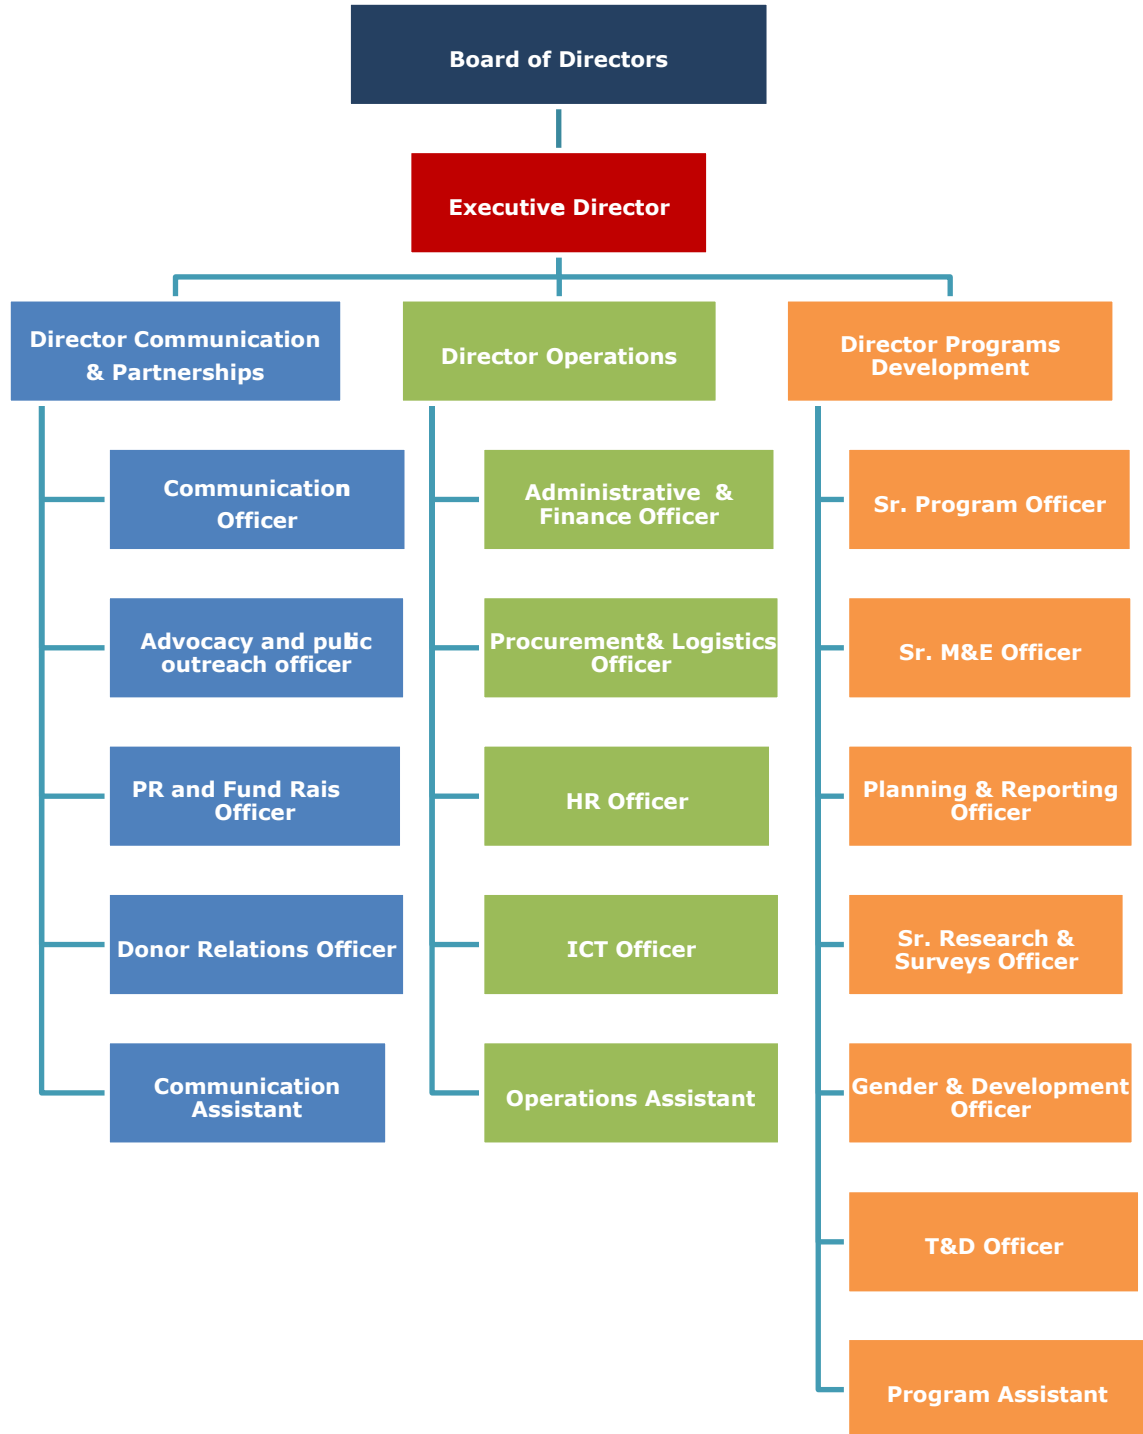 Board of Directors
Executive Director
Director Communication
& Partnerships
Director Operations
Director Programs
Development
Communication
Officer
Advocacy and public
outreach officer
PR and Fund Rais
Officer
Donor Relations Officer
Communication
Assistant
Administrative &
Finance Officer
Procurement& Logistics
Officer
HR Officer
ICT Officer
Operations Assistant
Sr. Program Officer
Sr. M&E Officer
Planning & Reporting
Officer
Sr. Research &
Surveys Officer
Gender & Development
Officer
T&D Officer
Program Assistant